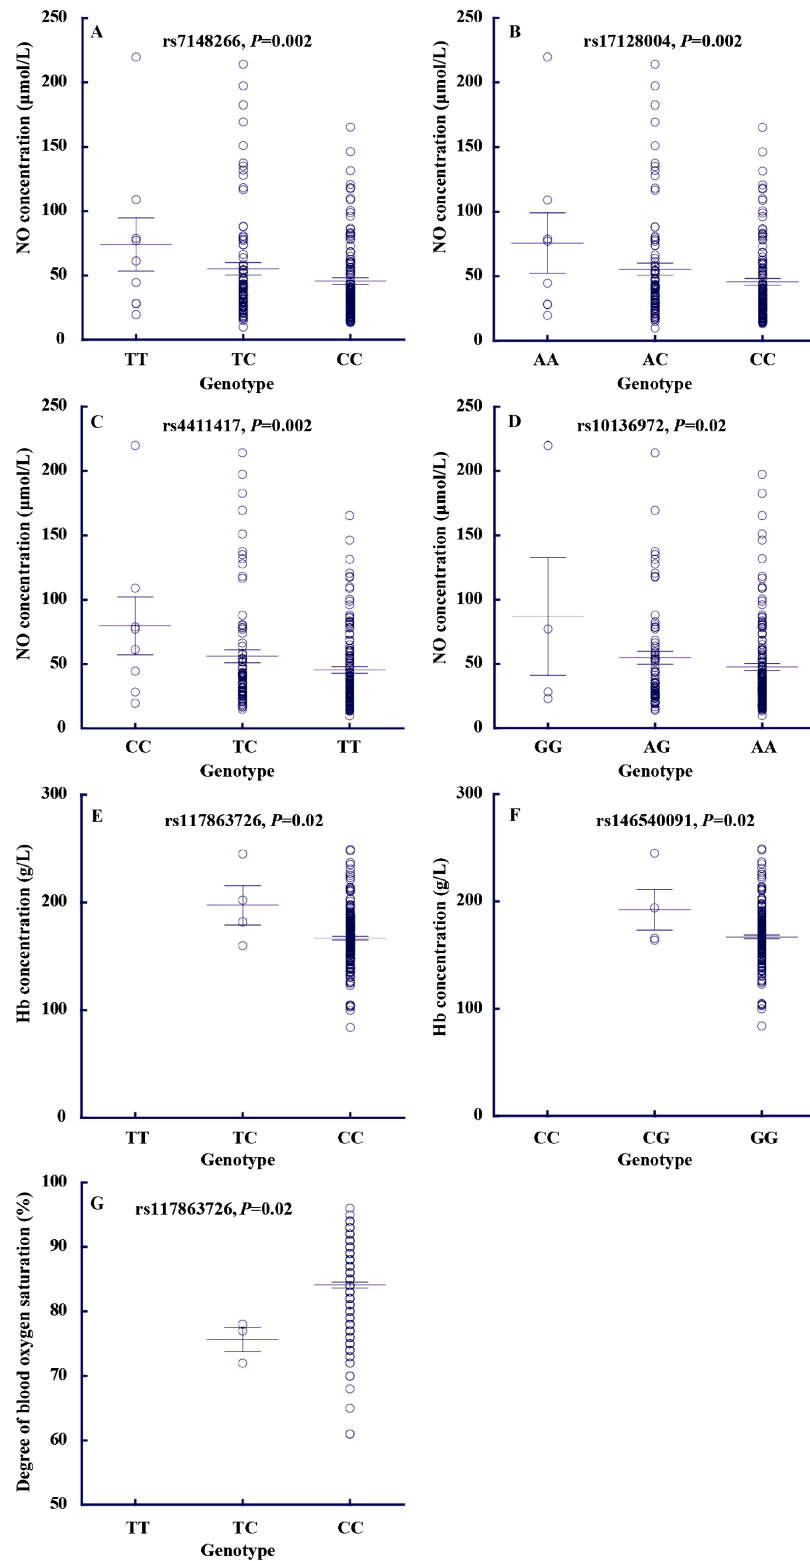 A
rs7148266, P=0.002
NO concentration (μmol/L)
250
200
150
100
50
0
TT TC CC
Genotype
B
rs17128004, P=0.002
NO concentration (μmol/L)
250
200
150
100
50
0
AA AC CC
Genotype
C
rs4411417, P=0.002
NO concentration (μmol/L)
250
200
150
100
50
0
CC TC TT
Genotype
D
rs10136972, P=0.02
NO concentration (μmol/L)
250
200
150
100
50
0
GG AG AA
Genotype
E
rs117863726, P=0.02
Hb concentration (g/L)
300
200
100
0
TT TC CC
Genotype
F
rs146540091, P=0.02
Hb concentration (g/L)
300
200
100
0
CC CG GG
Genotype
G
rs117863726, P=0.02
Degree of blood oxygen saturation (%)
100
90
80
70
60
50
TT TC CC
Genotype